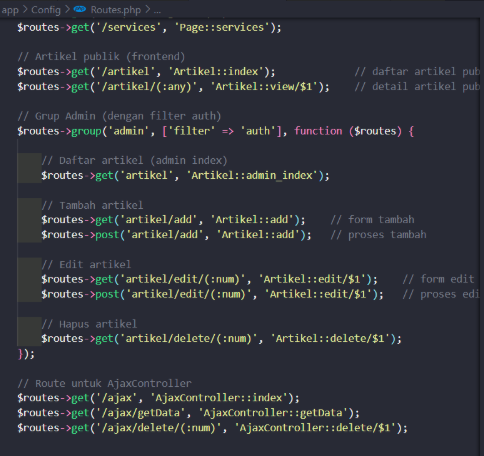 app > Config > Routes.php > ...
$routes->get('/services', 'Page::services');
// Artikel publik (frontend)
$routes->get('/artikel', 'Artikel::index');             // daftar artikel pub
$routes->get('/artikel/(:any)', 'Artikel::view/$1');    // detail artikel pub
// Grup Admin (dengan filter auth)
$routes->group('admin', ['filter' => 'auth'], function ($routes) {
    // Daftar artikel (admin index)
    $routes->get('artikel', 'Artikel::admin_index');
    // Tambah artikel
    $routes->get('artikel/add', 'Artikel::add');    // form tambah
    $routes->post('artikel/add', 'Artikel::add');   // proses tambah
    // Edit artikel
    $routes->get('artikel/edit/(:num)', 'Artikel::edit/$1');    // form edit
    $routes->post('artikel/edit/(:num)', 'Artikel::edit/$1');   // proses edi
    // Hapus artikel
    $routes->get('artikel/delete/(:num)', 'Artikel::delete/$1');
});
// Route untuk AjaxController
$routes->get('/ajax', 'AjaxController::index');
$routes->get('/ajax/getData', 'AjaxController::getData');
$routes->get('/ajax/delete/(:num)', 'AjaxController::delete/$1');